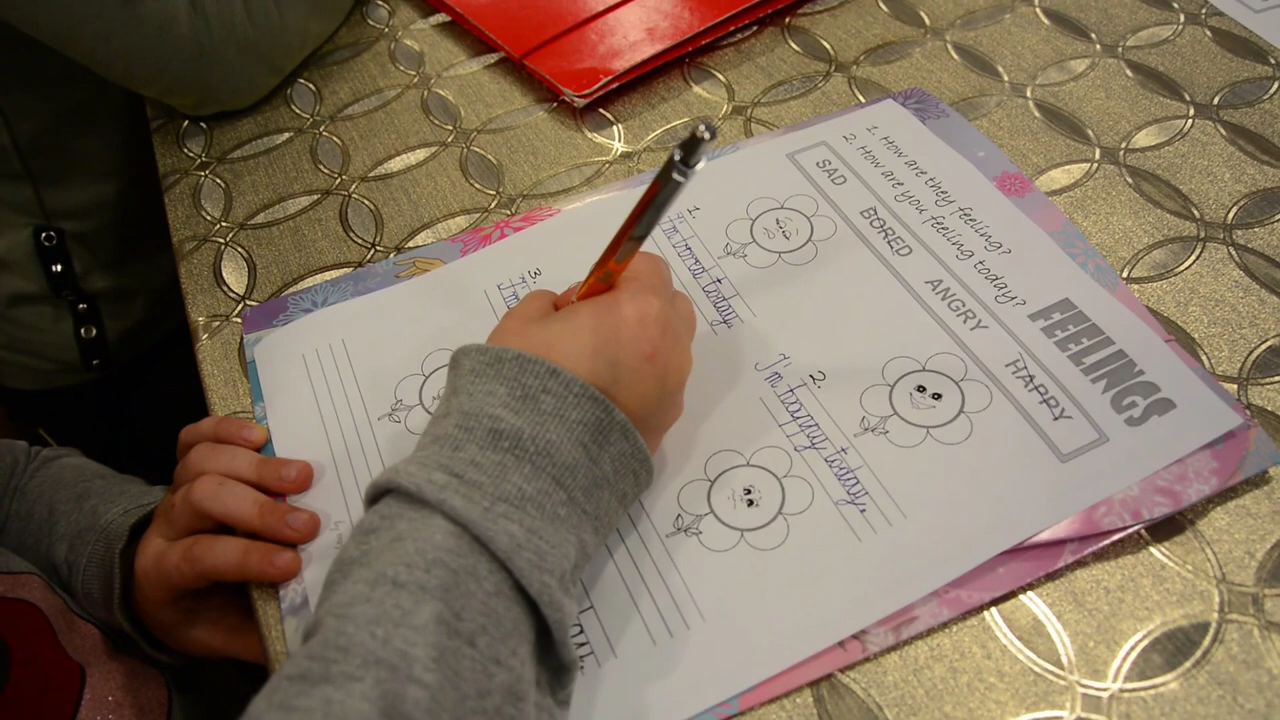 FEELINGS
1. How are they feeling?
2. How are you feeling today?
SAD BORED ANGRY HAPPY
1.
I'm bored today.
2.
I'm happy today.
3.
I'm